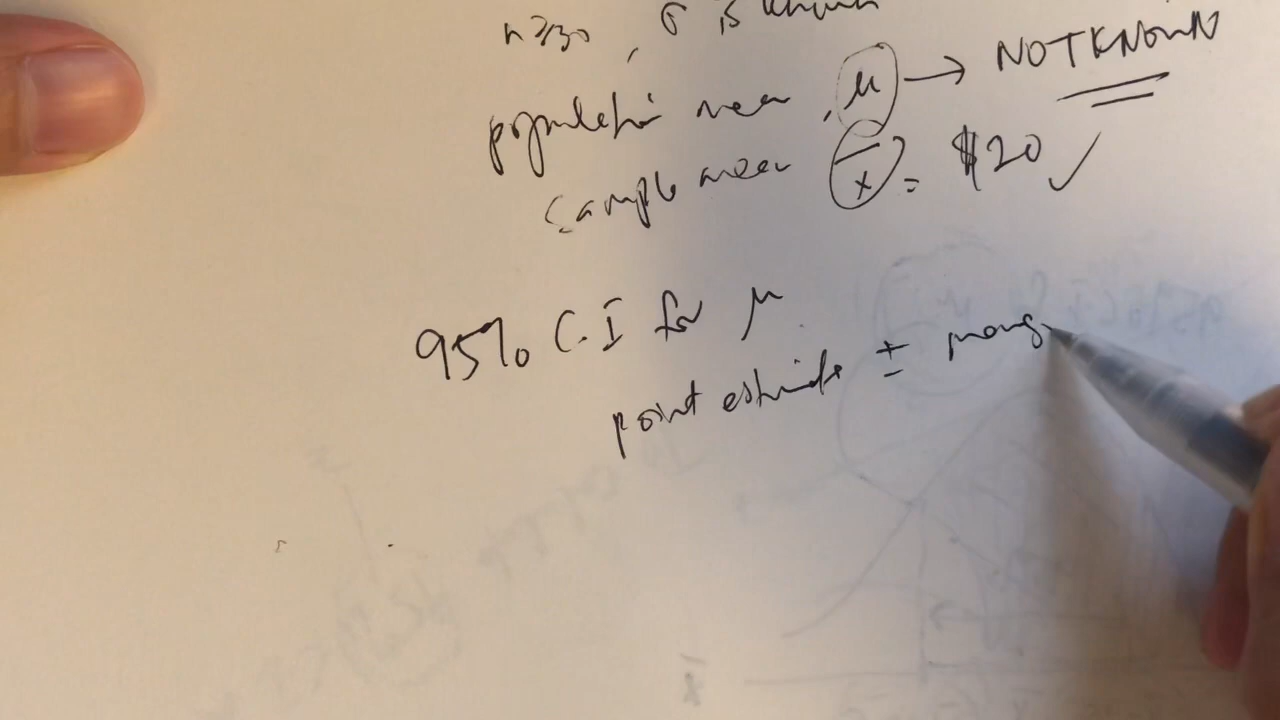 n ≥ 30, σ is known
population mean, μ → NOT KNOWN
sample mean x̄ = $20 ✓
95% C.I for μ
point estimate ± marg